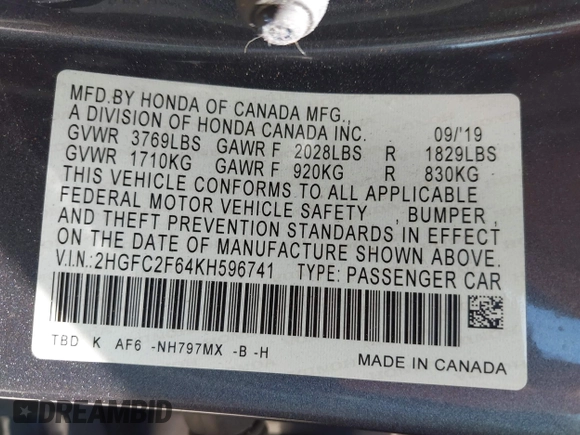 MFD.BY HONDA OF CANADA MFG.,
A DIVISION OF HONDA CANADA INC. 09/'19
GVWR 3769LBS GAWR F 2028LBS R 1829LBS
GVWR 1710KG GAWR F 920KG R 830KG
THIS VEHICLE CONFORMS TO ALL APPLICABLE
FEDERAL MOTOR VEHICLE SAFETY , BUMPER ,
AND THEFT PREVENTION STANDARDS IN EFFECT
ON THE DATE OF MANUFACTURE SHOWN ABOVE.
V.I.N.:2HGFC2F64KH596741 TYPE: PASSENGER CAR
TBD K AF6 -NH797MX -B -H
MADE IN CANADA
DREAMBID